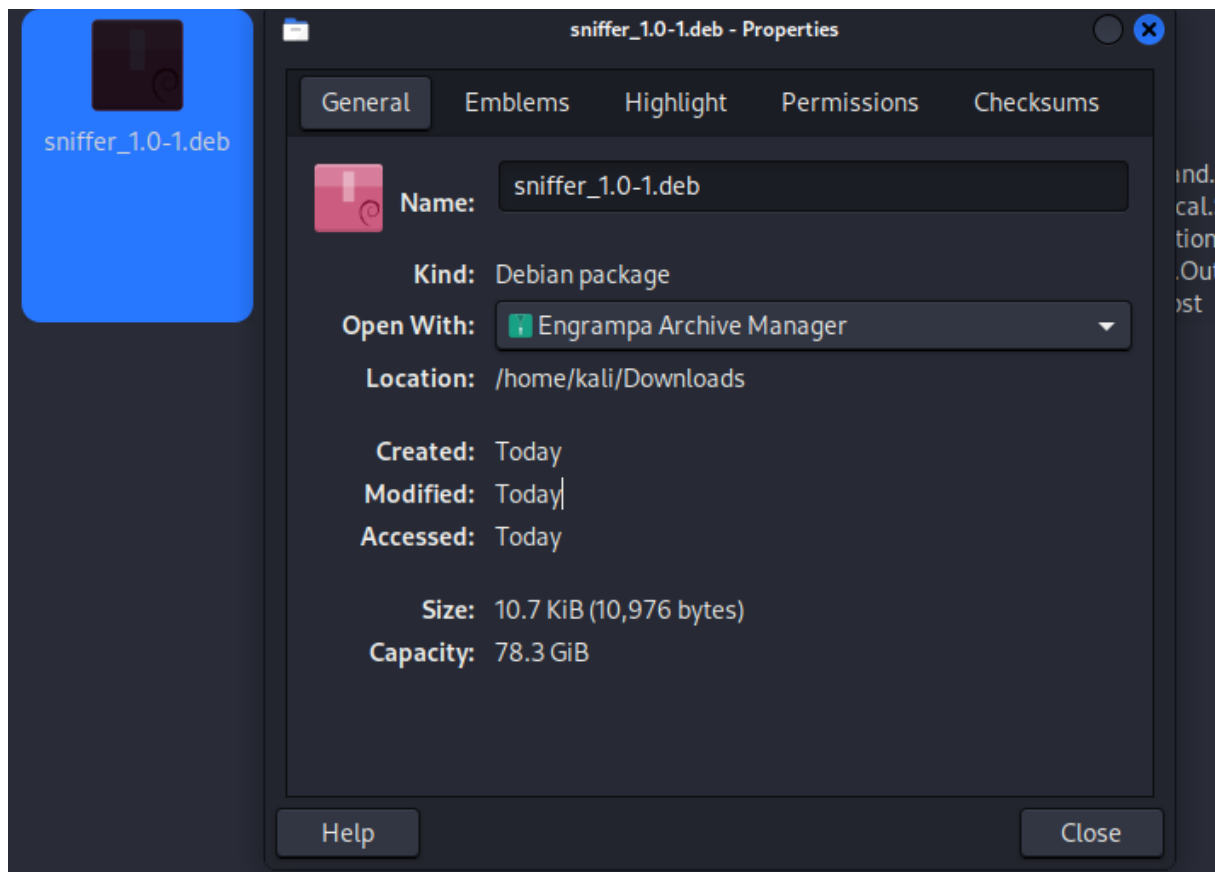 sniffer_1.0-1.deb - Properties
General Emblems Highlight Permissions Checksums
sniffer_1.0-1.deb
Name: sniffer_1.0-1.deb
Kind: Debian package
Open With: Engrampa Archive Manager
Location: /home/kali/Downloads
Created: Today
Modified: Today
Accessed: Today
Size: 10.7 KiB (10,976 bytes)
Capacity: 78.3 GiB
Help Close